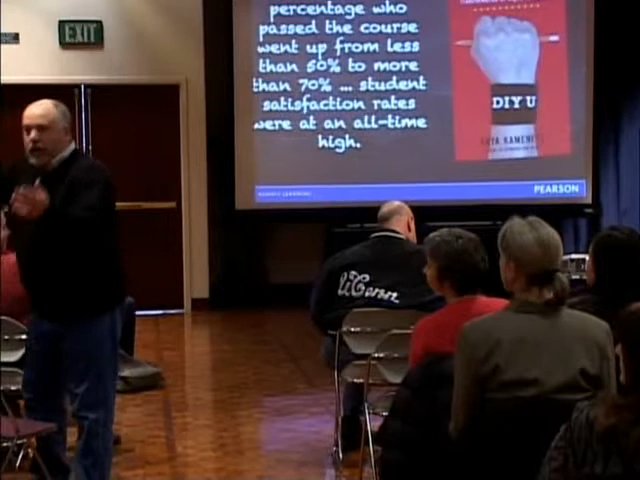 EXIT
percentage who
passed the course
went up from less
than 50% to more
than 70% ... student
satisfaction rates
were at an all-time
high.
DIY U
KAMENETZ
PEARSON